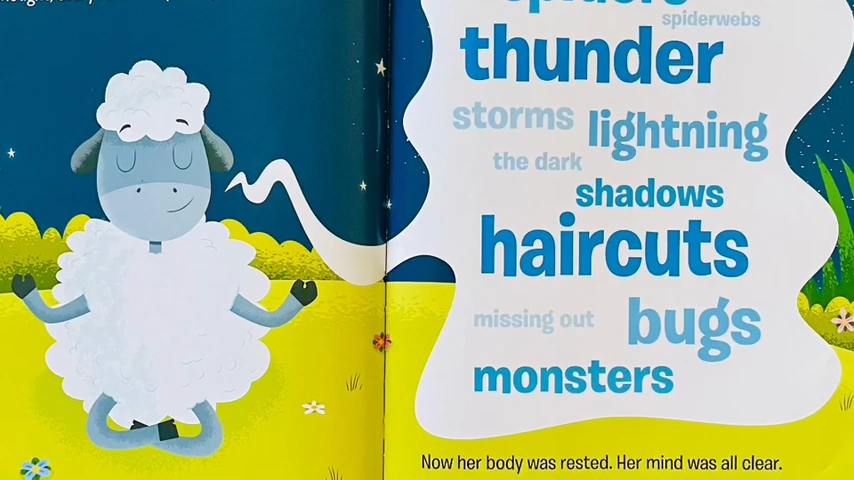 spiders
spiderwebs
thunder
storms lightning
the dark
shadows
haircuts
missing out bugs
monsters
Now her body was rested. Her mind was all clear.